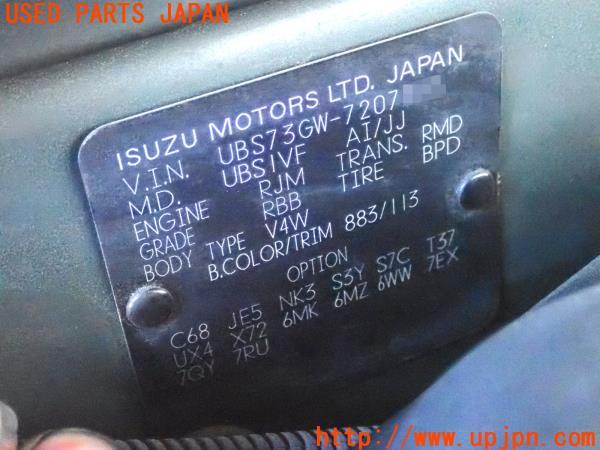 USED PARTS JAPAN
ISUZU MOTORS LTD. JAPAN
V.I.N. UBS73GW-7207
M.D. UBS1VF AI/JJ
ENGINE RJM TRANS. RMD
GRADE RBB TIRE BPD
BODY TYPE V4W
B.COLOR/TRIM 883/113
OPTION
C68 JE5 NK3 S3Y S7C T37
UX4 X72 6MK 6MZ 6WW 7EX
7QY 7RU
http://www.upjpn.com/